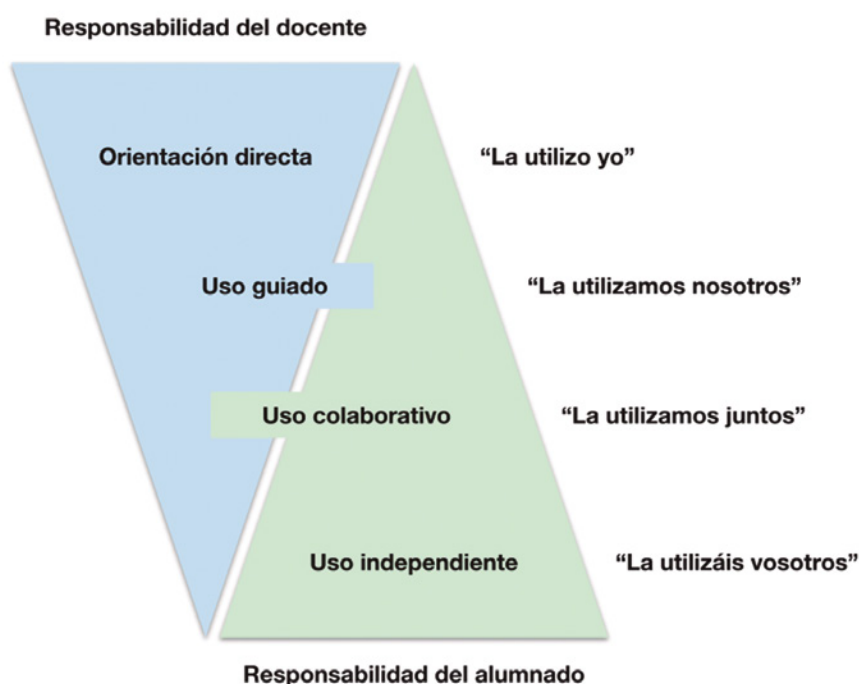 Responsabilidad del docente
Orientación directa
“La utilizo yo”
Uso guiado
“La utilizamos nosotros”
Uso colaborativo
“La utilizamos juntos”
Uso independiente
“La utilizáis vosotros”
Responsabilidad del alumnado